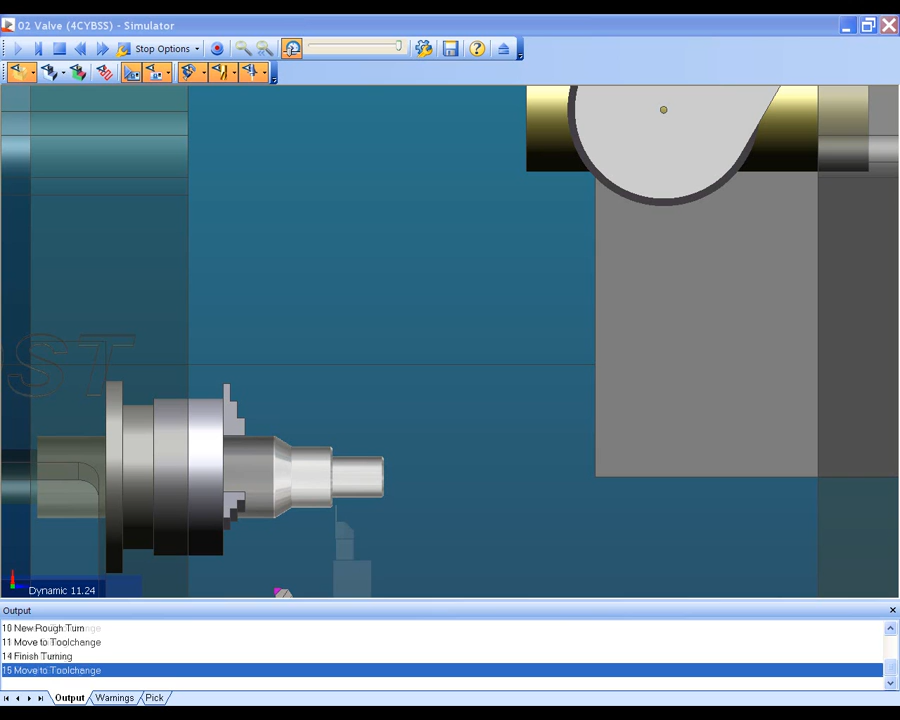 02 Valve (4CYBSS) - Simulator
Stop Options
ST
Dynamic 11.24
Output
10 New Rough Turn
11 Move to Toolchange
14 Finish Turning
15 Move to Toolchange
Output Warnings Pick